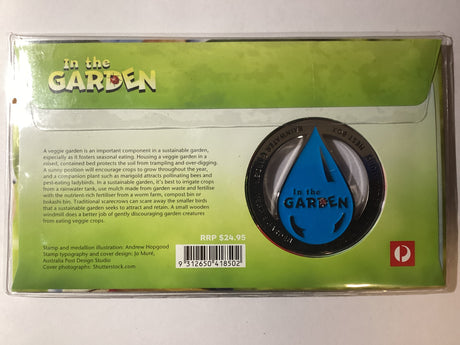 In the
GARDEN
A veggie garden is an important component in a sustainable garden,
especially as it fosters seasonal eating. Housing a veggie garden in a
mixed, contained bed protects the soil from trampling and over-digging.
A sunny position will encourage crops to grow throughout the year,
and a companion plant such as marigold attracts pollinating bees and
pest-eating ladybirds. In a sustainable garden, it's best to irrigate crops
from a rainwater tank, use mulch made from garden waste and fertilise
with the nutrient-rich fertiliser from a worm farm, compost bin or
bokashi bin. Traditional scarecrows can scare away the smaller birds
that a sustainable garden seeks to attract and retain. A small wooden
windmill does a better job of gently discouraging garden creatures
from eating veggie crops.
In the
GARDEN
RRP $24.95
Stamp and medallion illustration: Andrew Hopgood
Stamp typography and cover design: Jo Muré,
Australia Post Design Studio
Cover photographs: Shutterstock.com
9 312650 418502